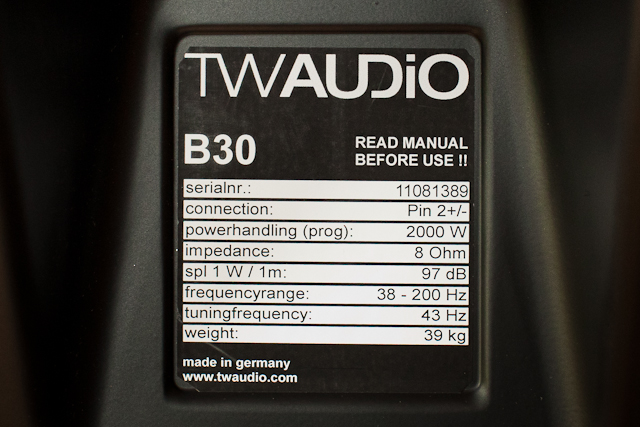 TWAUDiO
B30
READ MANUAL
BEFORE USE !!
serialnr.: 11081389
connection: Pin 2+/-
powerhandling (prog): 2000 W
impedance: 8 Ohm
spl 1 W / 1m: 97 dB
frequencyrange: 38 - 200 Hz
tuningfrequency: 43 Hz
weight: 39 kg
made in germany
www.twaudio.com